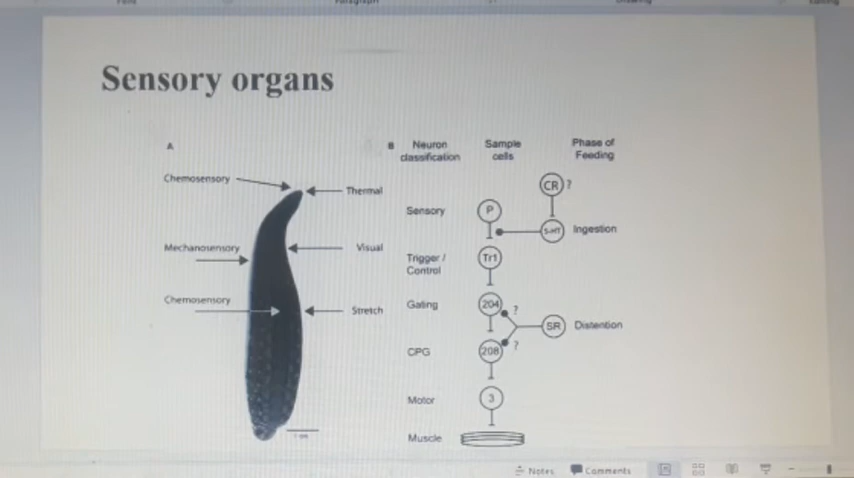 Sensory organs
A
Chemosensory
Thermal
Mechanosensory
Visual
Chemosensory
Stretch
B
Neuron classification
Sample cells
Phase of Feeding
CR ?
Sensory
P
5-HT
Ingestion
Trigger / Control
Tr1
Gating
204
?
SR
Distention
CPG
208
?
Motor
3
Muscle
Notes
Comments